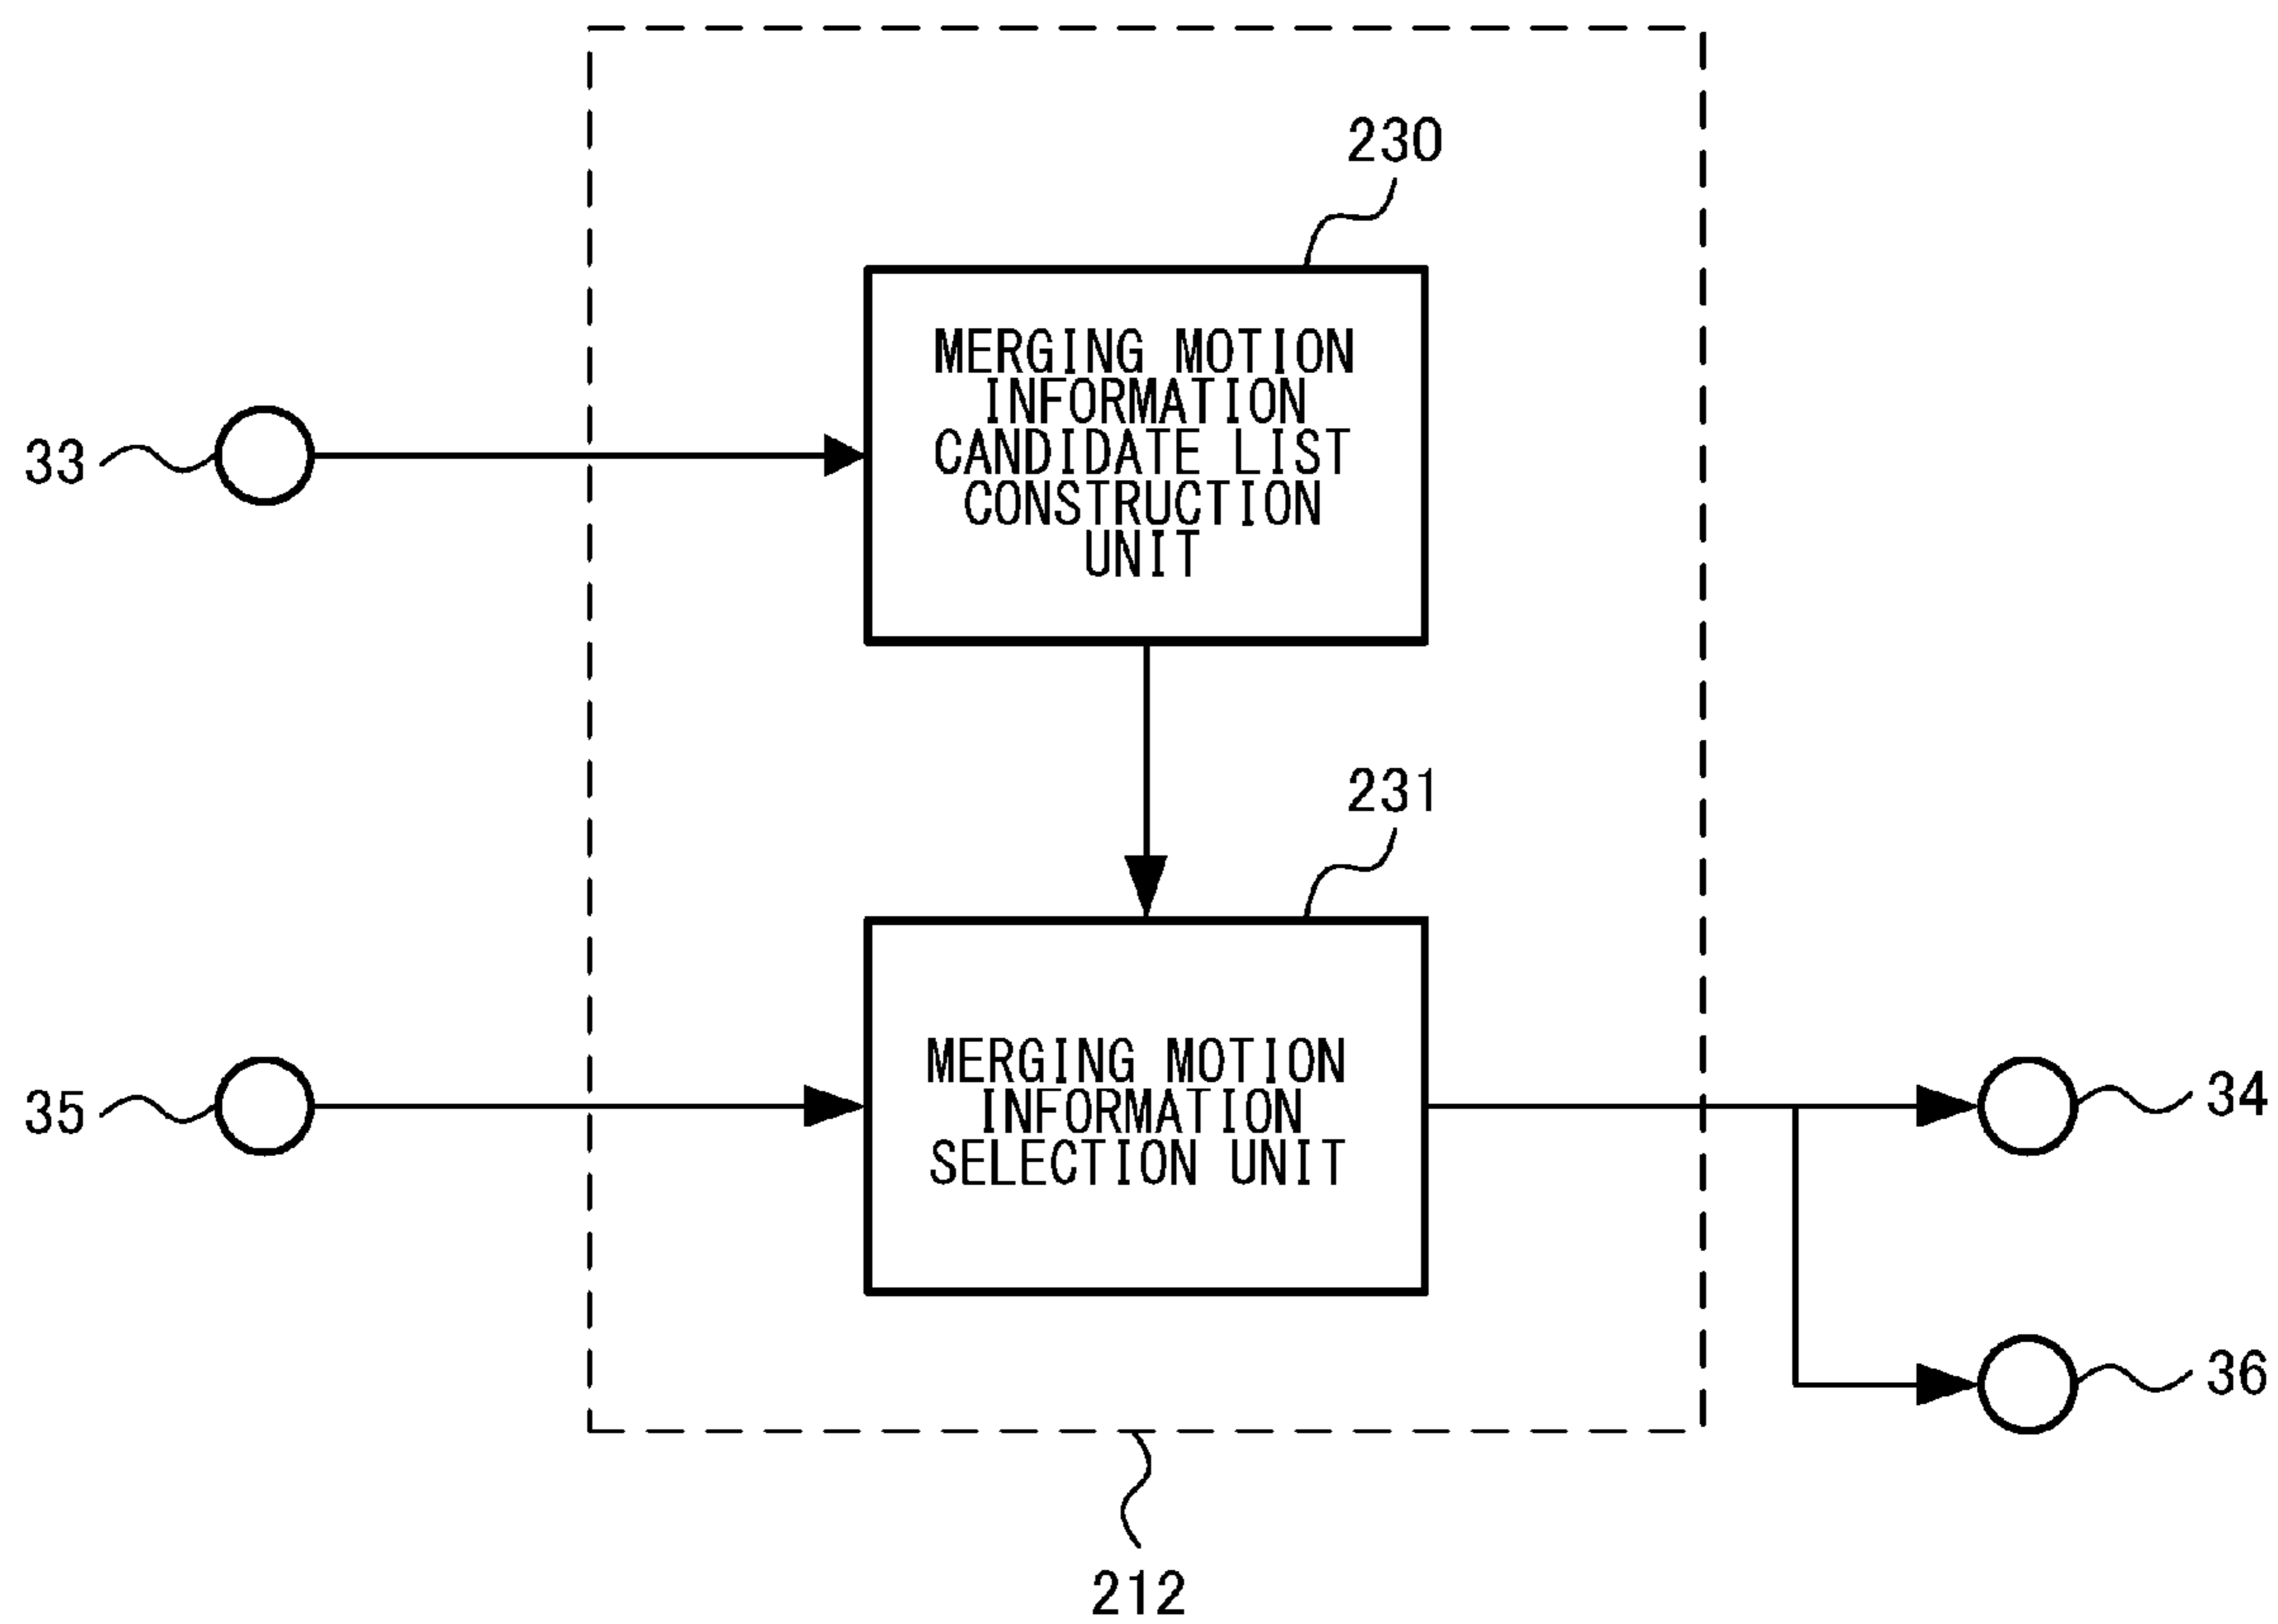 230
MERGING MOTION
INFORMATION
CANDIDATE LIST
CONSTRUCTION
UNIT
33
231
MERGING MOTION
INFORMATION
SELECTION UNIT
35
34
36
212